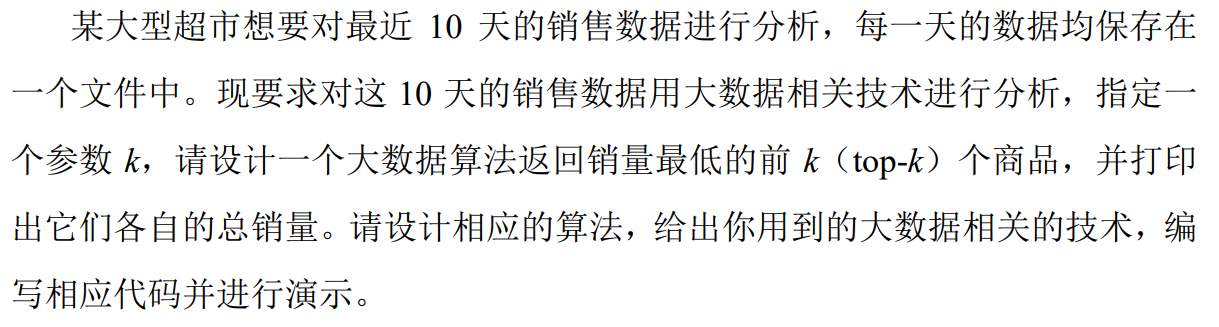 某大型超市想要对最近 10 天的销售数据进行分析，每一天的数据均保存在
一个文件中。现要求对这 10 天的销售数据用大数据相关技术进行分析，指定一
个参数 k，请设计一个大数据算法返回销量最低的前 k（top-k）个商品，并打印
出它们各自的总销量。请设计相应的算法，给出你用到的大数据相关的技术，编
写相应代码并进行演示。